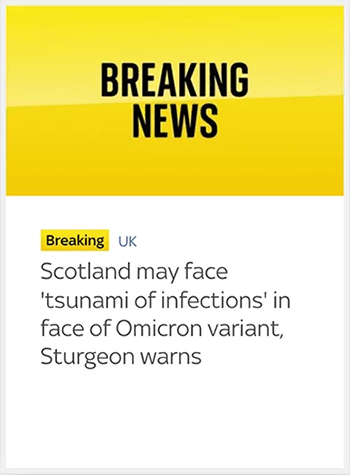 BREAKING
NEWS
Breaking UK
Scotland may face
'tsunami of infections' in
face of Omicron variant,
Sturgeon warns